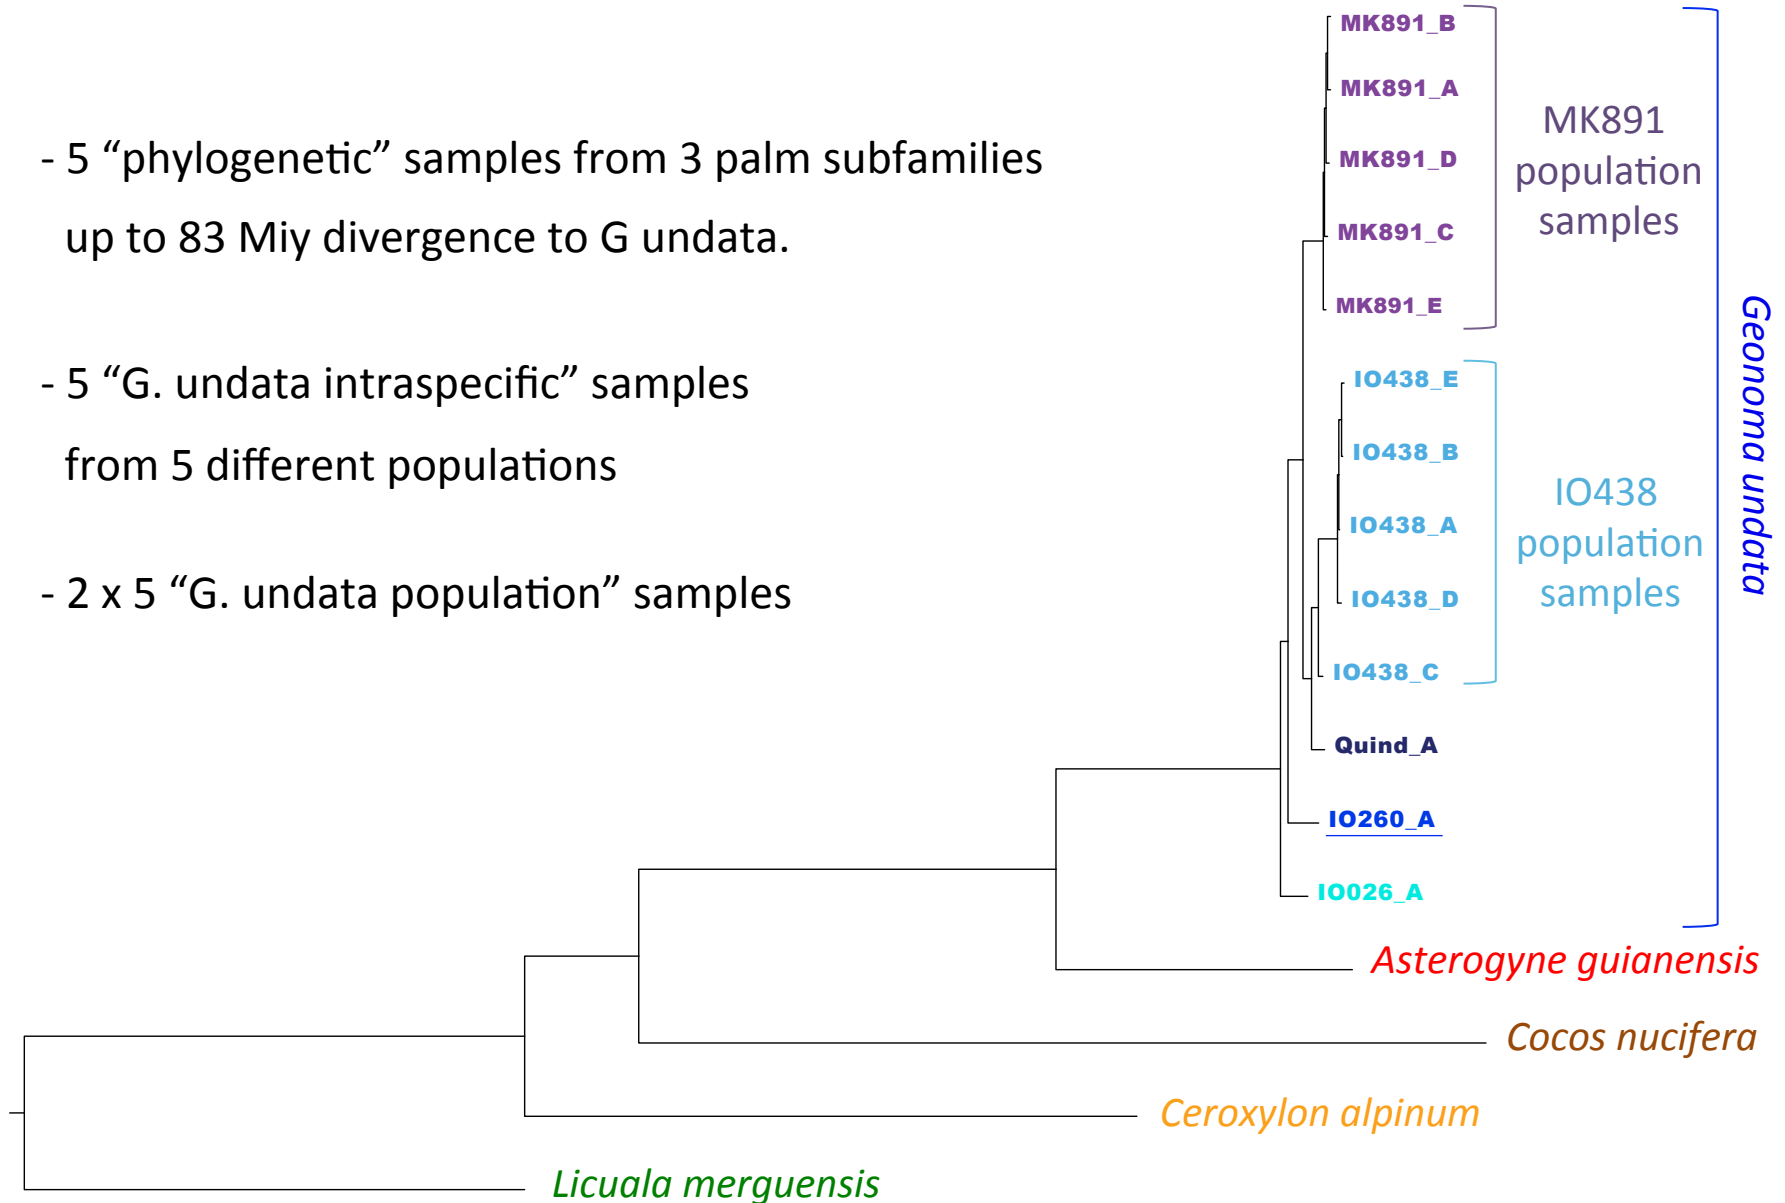 - 5 “phylogenetic” samples from 3 palm subfamilies
up to 83 Miy divergence to G undata.
- 5 “G. undata intraspecific” samples
from 5 different populations
- 2 x 5 “G. undata population” samples
MK891_B
MK891_A
MK891_D
MK891_C
MK891_E
MK891
population
samples
IO438_E
IO438_B
IO438_A
IO438_D
IO438_C
IO438
population
samples
Geonoma undata
Quind_A
IO260_A
IO026_A
Asterogyne guianensis
Cocos nucifera
Ceroxylon alpinum
Licuala merguensis